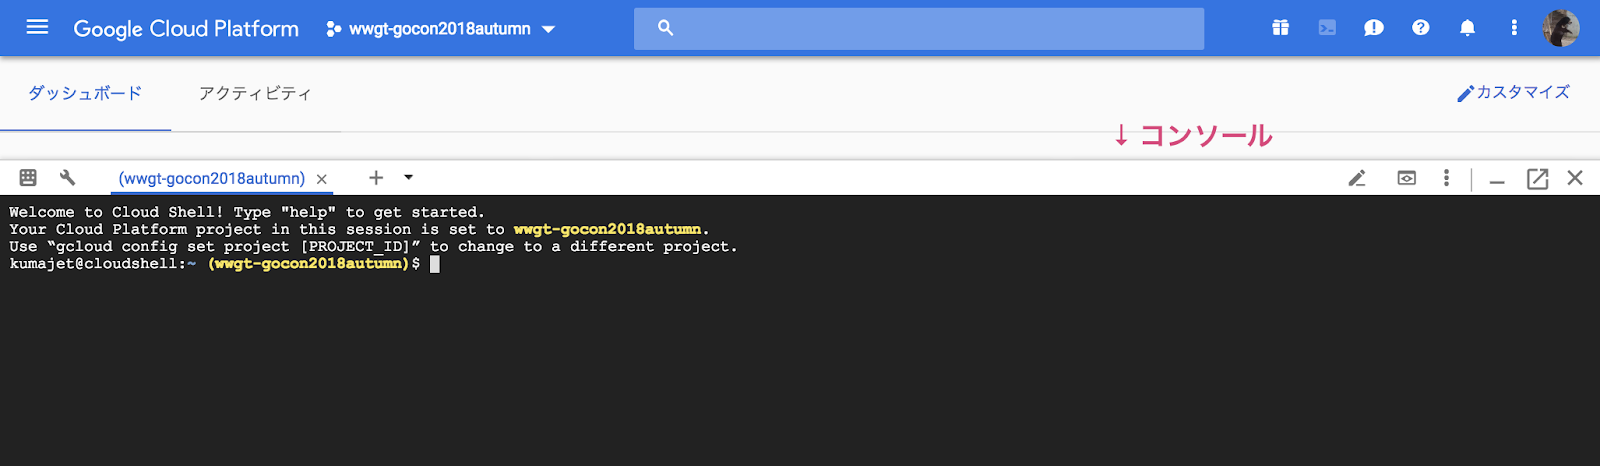 Google Cloud Platform wwgt-gocon2018autumn
ダッシュボード アクティビティ カスタマイズ
↓ コンソール
(wwgt-gocon2018autumn)
Welcome to Cloud Shell! Type "help" to get started.
Your Cloud Platform project in this session is set to wwgt-gocon2018autumn.
Use “gcloud config set project [PROJECT_ID]” to change to a different project.
kumajet@cloudshell:~ (wwgt-gocon2018autumn)$